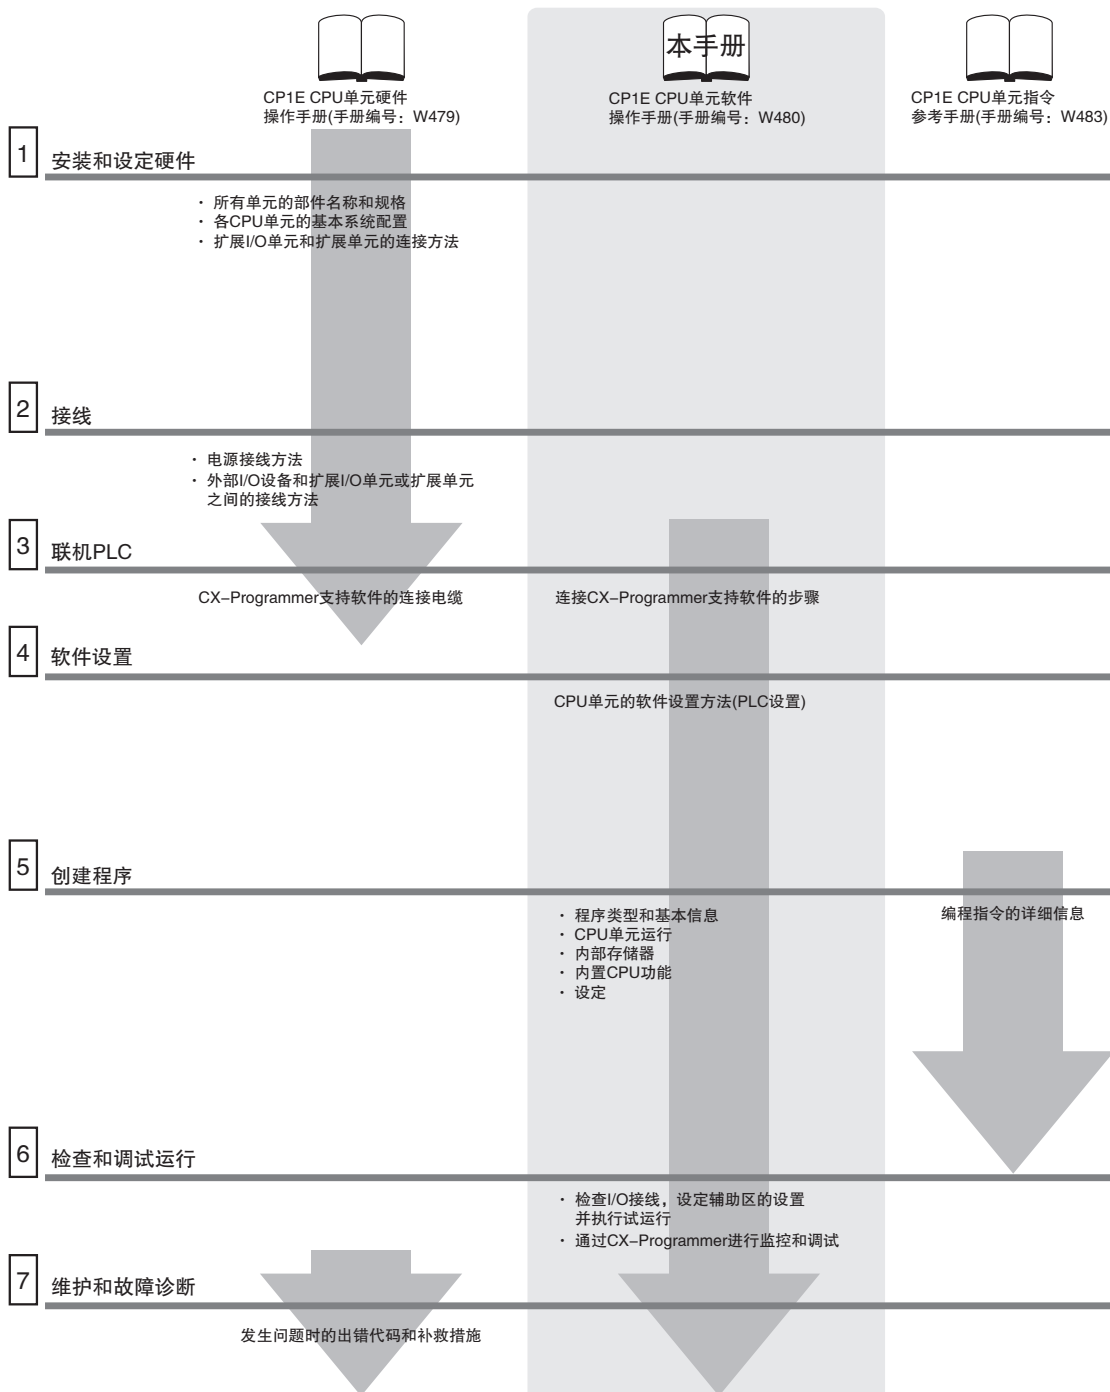 本手册
CP1E CPU单元硬件
操作手册(手册编号：W479)
CP1E CPU单元软件
操作手册(手册编号：W480)
CP1E CPU单元指令
参考手册(手册编号：W483)
1 安装和设定硬件
· 所有单元的部件名称和规格
· 各CPU单元的基本系统配置
· 扩展I/O单元和扩展单元的连接方法
2 接线
· 电源接线方法
· 外部I/O设备和扩展I/O单元或扩展单元
之间的接线方法
3 联机PLC
CX–Programmer支持软件的连接电缆
连接CX–Programmer支持软件的步骤
4 软件设置
CPU单元的软件设置方法(PLC设置)
5 创建程序
· 程序类型和基本信息
· CPU单元运行
· 内部存储器
· 内置CPU功能
· 设定
编程指令的详细信息
6 检查和调试运行
· 检查I/O接线，设定辅助区的设置
并执行试运行
· 通过CX–Programmer进行监控和调试
7 维护和故障诊断
发生问题时的出错代码和补救措施